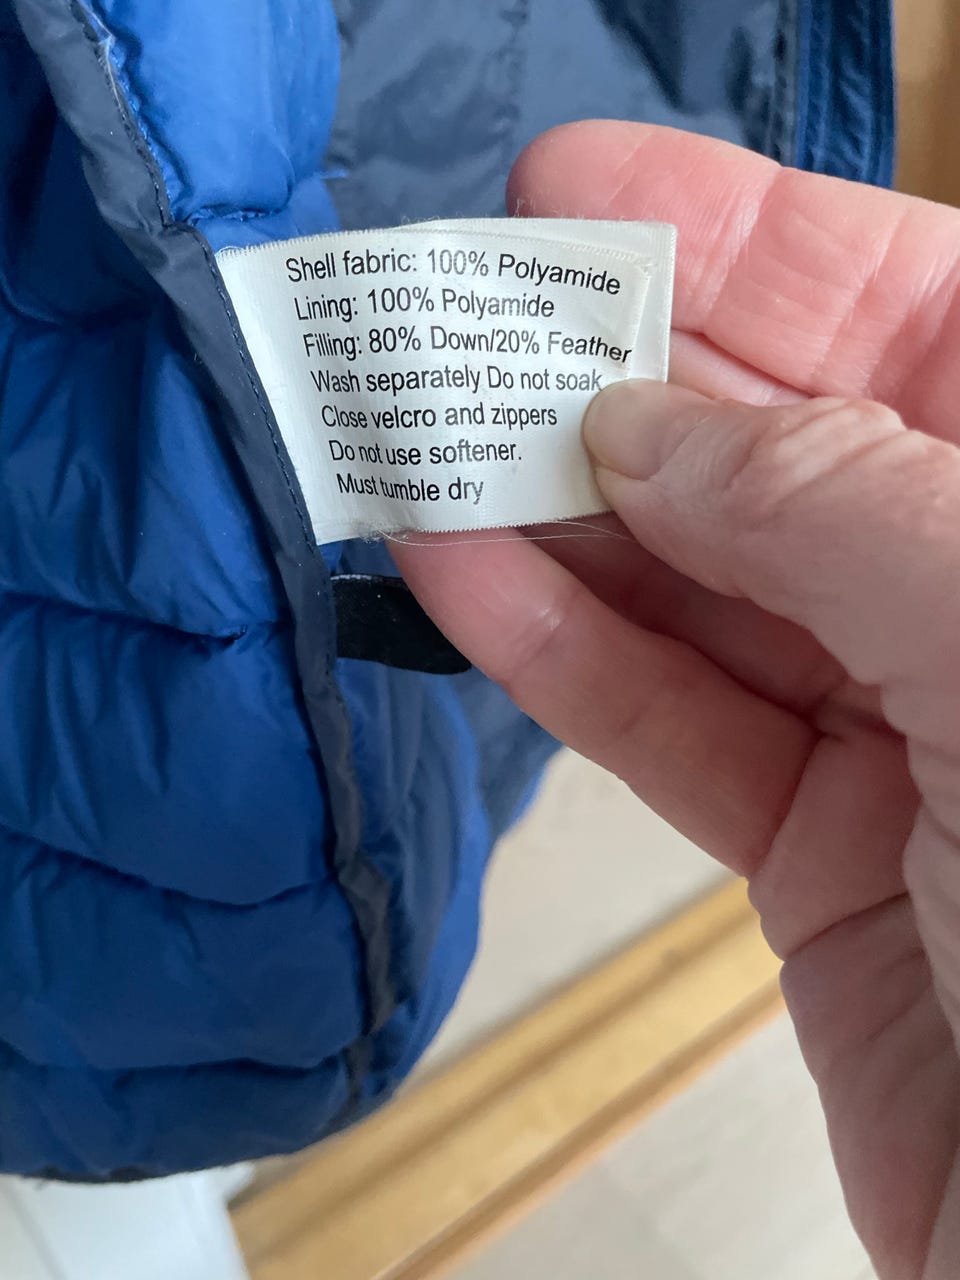 Shell fabric: 100% Polyamide
Lining: 100% Polyamide
Filling: 80% Down/20% Feather
Wash separately Do not soak
Close velcro and zippers
Do not use softener.
Must tumble dry